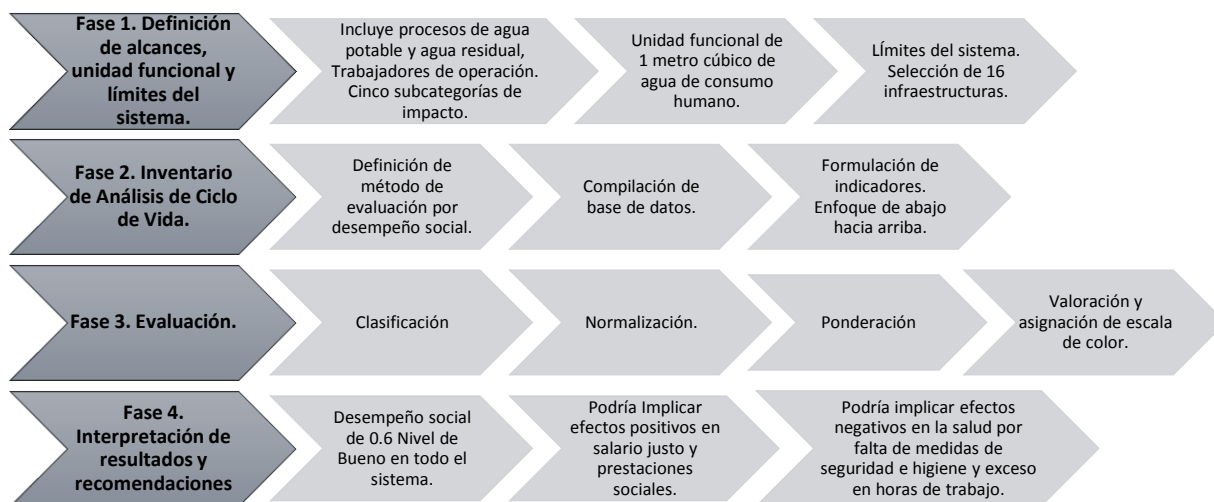 Fase 1. Definición
de alcances,
unidad funcional y
límites del
sistema.
Incluye procesos de agua
potable y agua residual,
Trabajadores de operación.
Cinco subcategorías de
impacto.
Unidad funcional de
1 metro cúbico de
agua de consumo
humano.
Límites del sistema.
Selección de 16
infraestructuras.
Fase 2. Inventario
de Análisis de Ciclo
de Vida.
Definición de
método de
evaluación por
desempeño social.
Compilación de
base de datos.
Formulación de
indicadores.
Enfoque de abajo
hacia arriba.
Fase 3. Evaluación.
Clasificación
Normalización.
Ponderación
Valoración y
asignación de escala
de color.
Fase 4.
Interpretación de
resultados y
recomendaciones
Desempeño social
de 0.6 Nivel de
Bueno en todo el
sistema.
Podría Implicar
efectos positivos en
salario justo y
prestaciones
sociales.
Podría implicar efectos
negativos en la salud por
falta de medidas de
seguridad e higiene y exceso
en horas de trabajo.